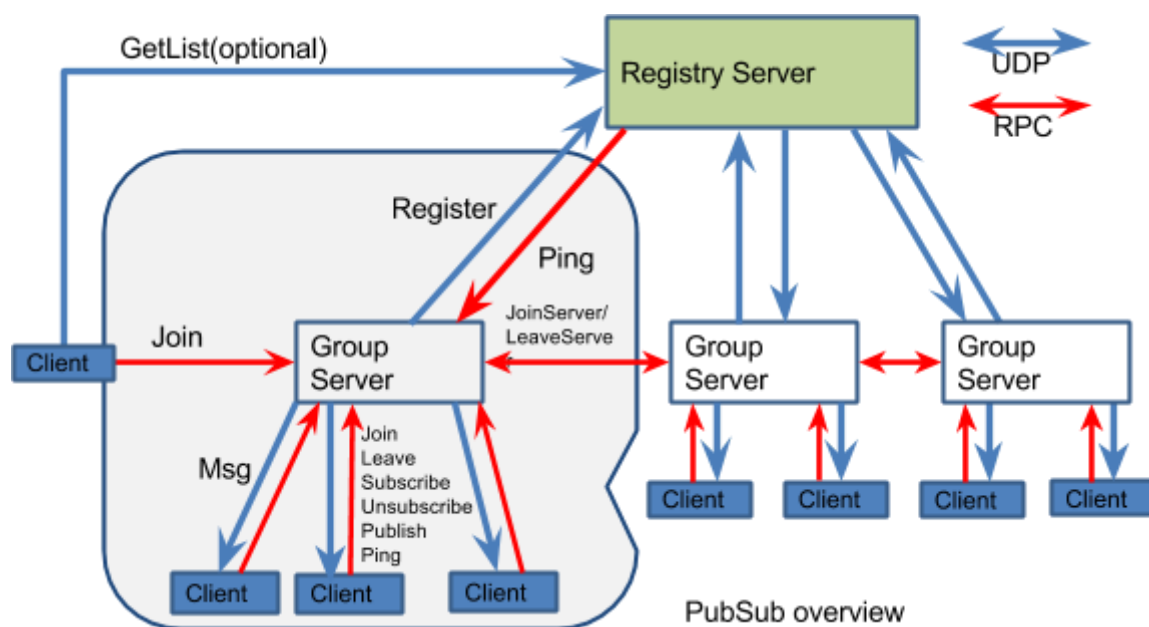 GetList(optional)
Registry Server
UDP
RPC
Register
Ping
JoinServer/
LeaveServe
Join
Client
Group
Server
Group
Server
Group
Server
Msg
Join
Leave
Subscribe
Unsubscribe
Publish
Ping
Client
Client
Client
Client
Client
Client
Client
PubSub overview